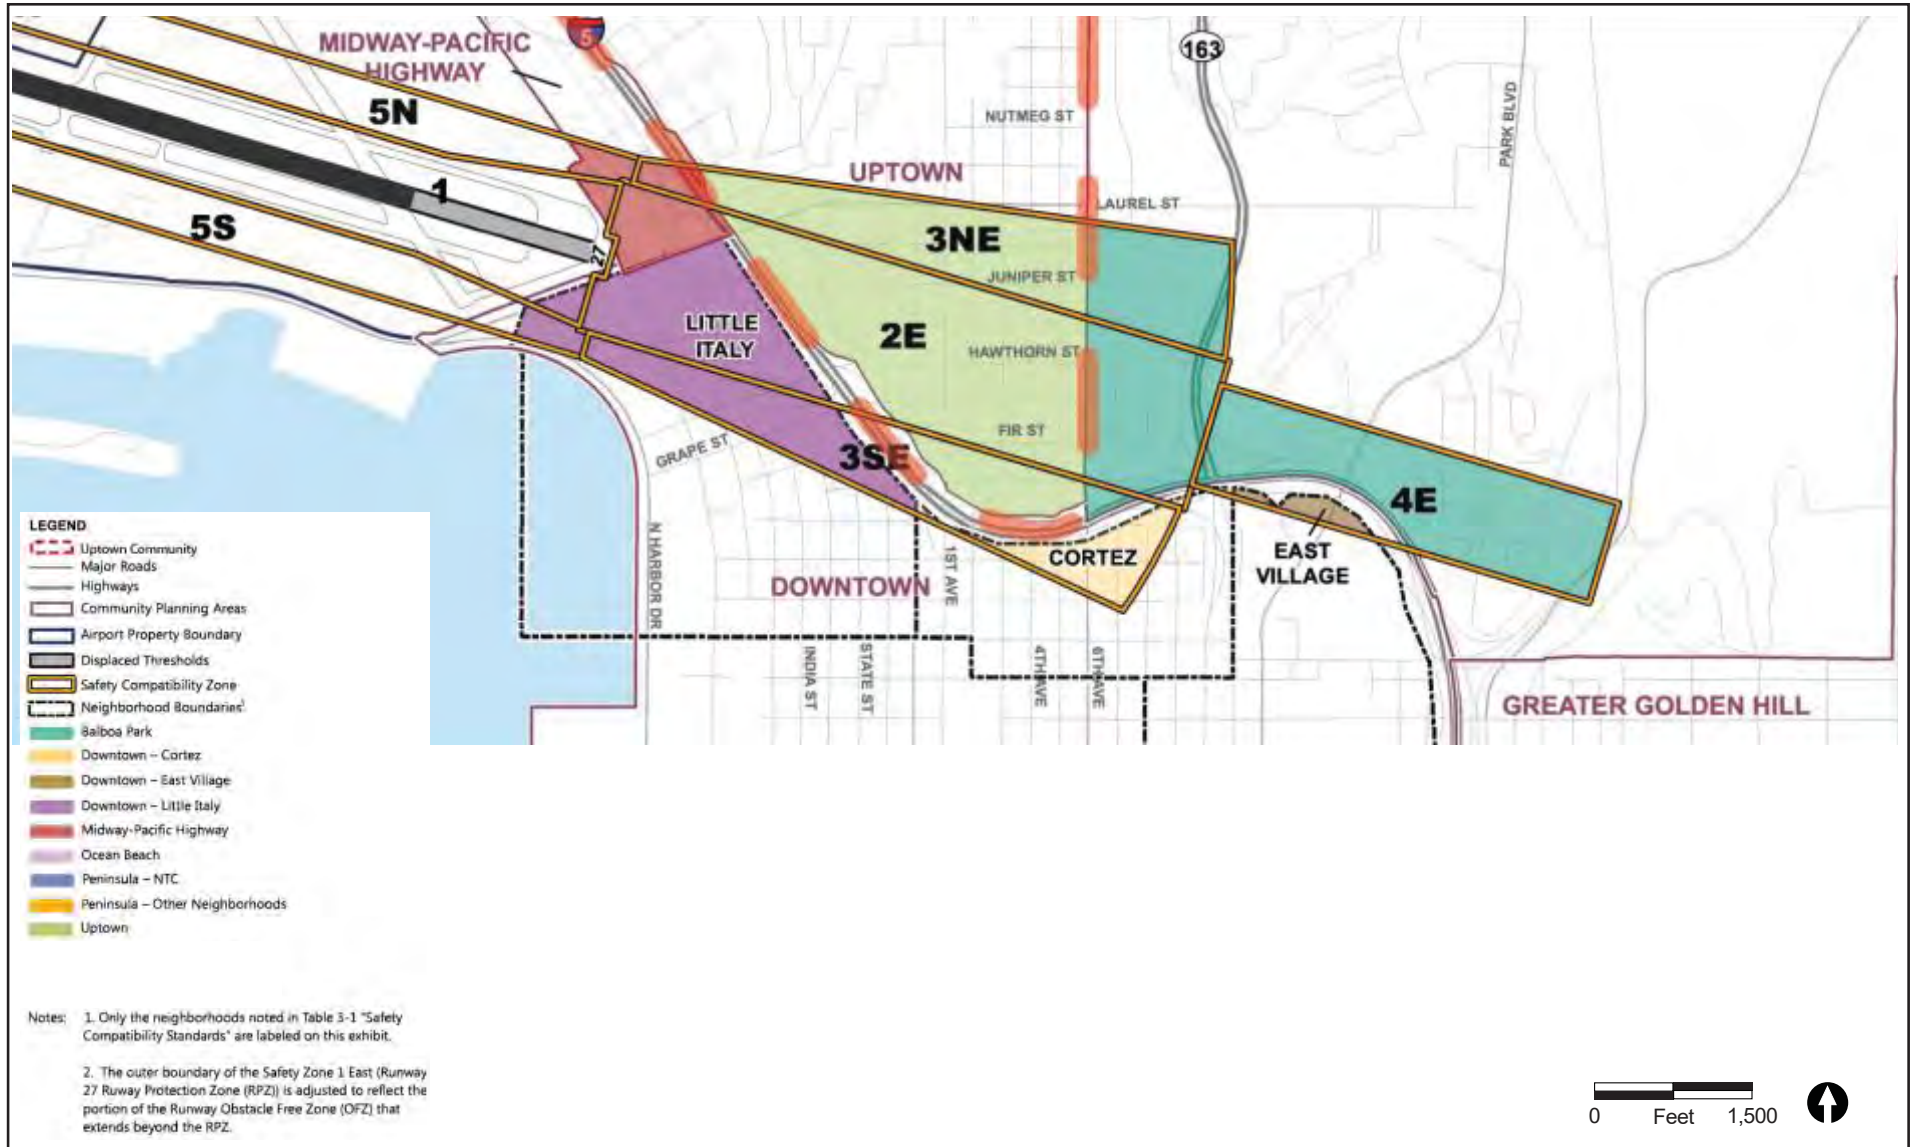 MIDWAY-PACIFIC
HIGHWAY
5
163
5N
NUTMEG ST
PARK BLVD
UPTOWN
1
LAUREL ST
5S
27
3NE
JUNIPER ST
LITTLE
ITALY
2E
HAWTHORN ST
FIR ST
GRAPE ST
3SE
4E
N HARBOR DR
1ST AVE
CORTEZ
EAST
VILLAGE
DOWNTOWN
INDIA ST
STATE ST
4TH AVE
6TH AVE
GREATER GOLDEN HILL
LEGEND
Uptown Community
Major Roads
Highways
Community Planning Areas
Airport Property Boundary
Displaced Thresholds
Safety Compatibility Zone
Neighborhood Boundaries¹
Balboa Park
Downtown – Cortez
Downtown – East Village
Downtown – Little Italy
Midway-Pacific Highway
Ocean Beach
Peninsula – NTC
Peninsula – Other Neighborhoods
Uptown
Notes: 1. Only the neighborhoods noted in Table 3-1 "Safety
Compatibility Standards" are labeled on this exhibit.
2. The outer boundary of the Safety Zone 1 East (Runway
27 Ruway Protection Zone (RPZ)) is adjusted to reflect the
portion of the Runway Obstacle Free Zone (OFZ) that
extends beyond the RPZ.
0 Feet 1,500